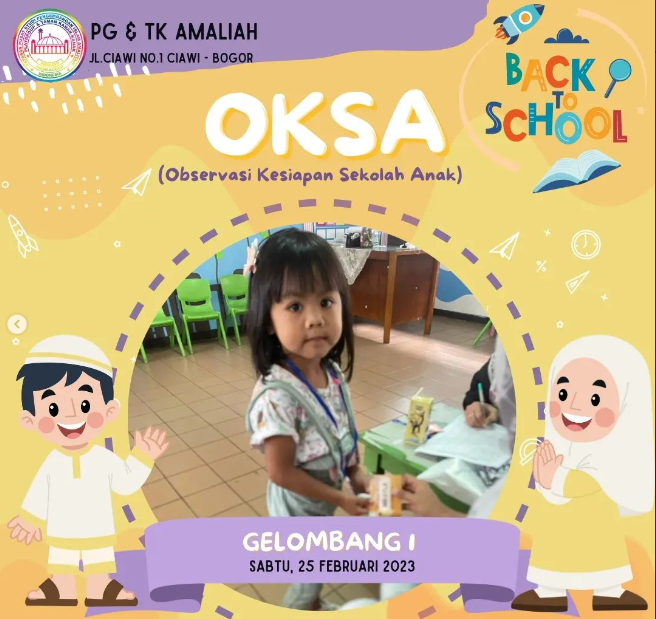 PG & TK AMALIAH
JL.CIAWI NO.1 CIAWI - BOGOR
BACK
TO
SCHOOL
OKSA
(Observasi Kesiapan Sekolah Anak)
GELOMBANG 1
SABTU, 25 FEBRUARI 2023